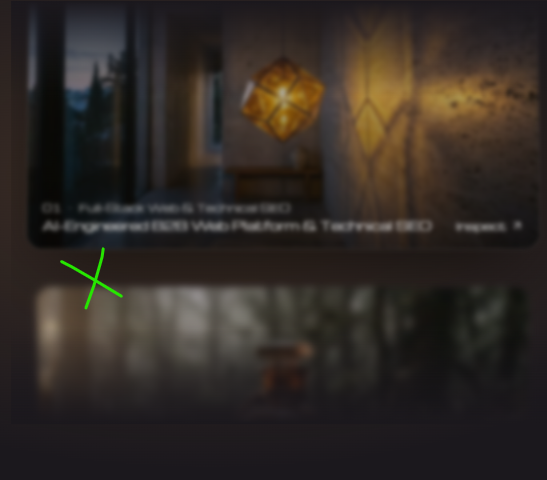 01 Full-Stack Web & Technical SEO
AI-Engineered B2B Web Platform & Technical SEO Inspect ↗